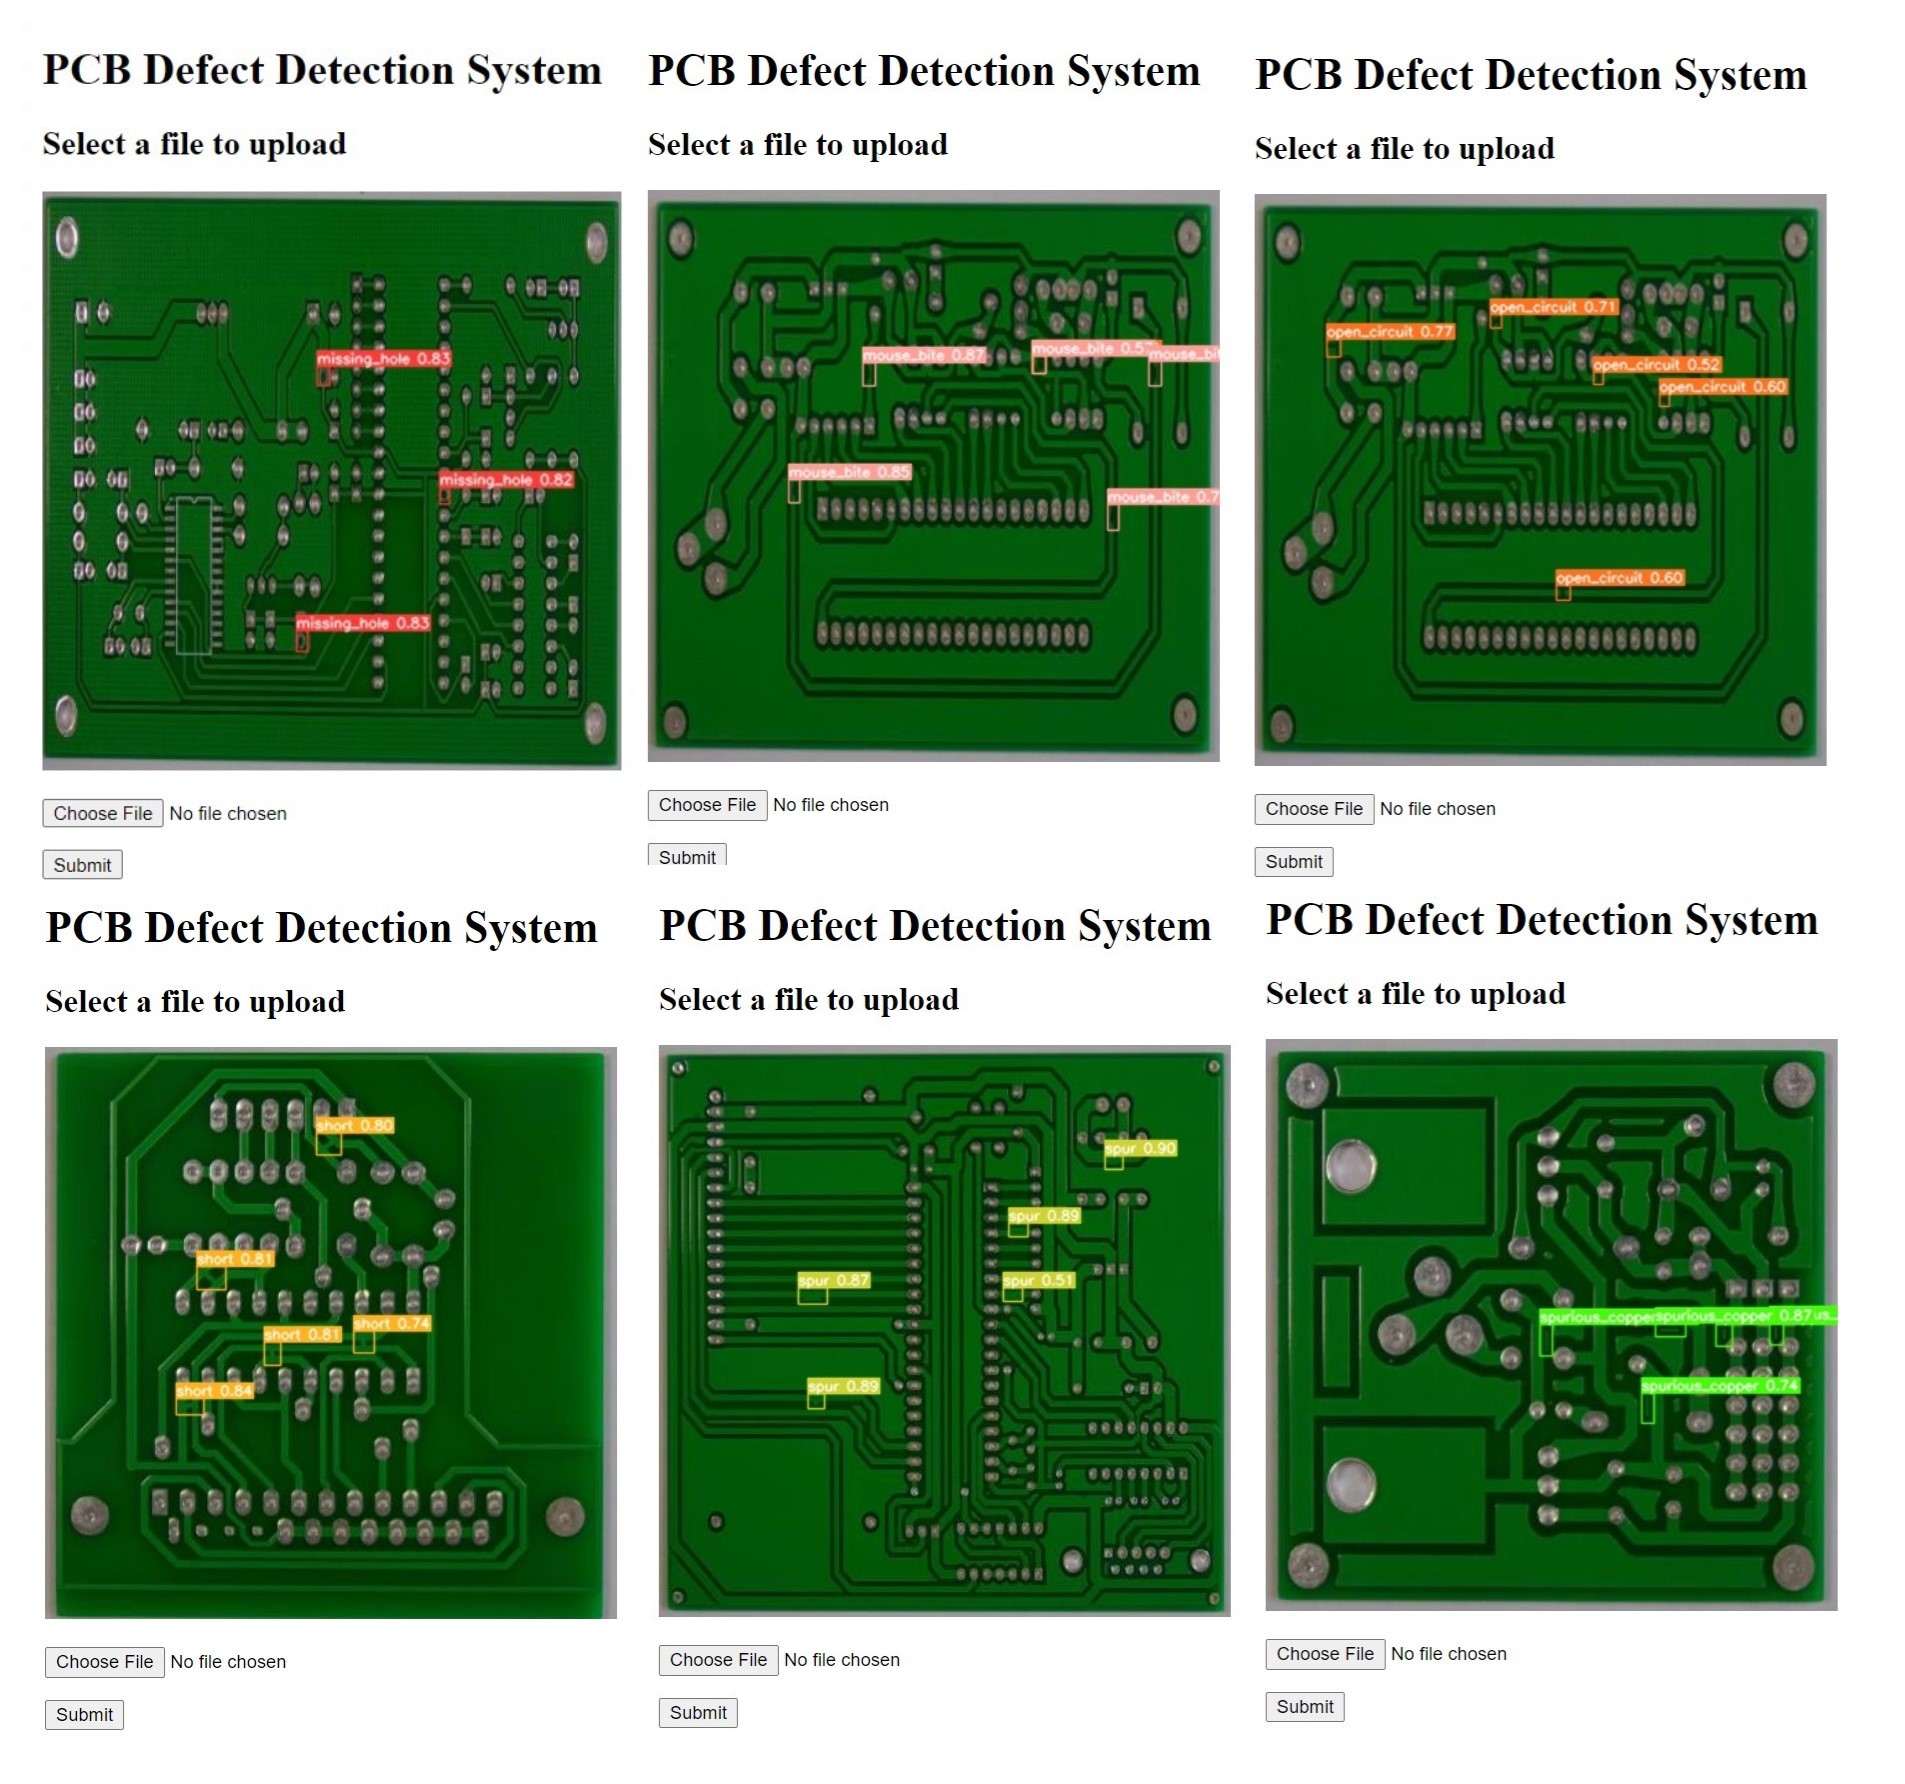 PCB Defect Detection System
Select a file to upload
missing_hole 0.83
missing_hole 0.82
missing_hole 0.83
Choose File No file chosen
Submit
PCB Defect Detection System
Select a file to upload
mouse_bite 0.87
mouse_bite 0.57
mouse_bit
mouse_bite 0.85
mouse_bite 0.7
Choose File No file chosen
Submit
PCB Defect Detection System
Select a file to upload
open_circuit 0.71
open_circuit 0.77
open_circuit 0.52
open_circuit 0.60
open_circuit 0.60
Choose File No file chosen
Submit
PCB Defect Detection System
Select a file to upload
short 0.80
short 0.81
short 0.74
short 0.81
short 0.84
Choose File No file chosen
Submit
PCB Defect Detection System
Select a file to upload
spur 0.90
spur 0.89
spur 0.87
spur 0.51
spur 0.89
Choose File No file chosen
Submit
PCB Defect Detection System
Select a file to upload
spurious_copper
spurious_copper 0.87
spurious_copper 0.74
Choose File No file chosen
Submit